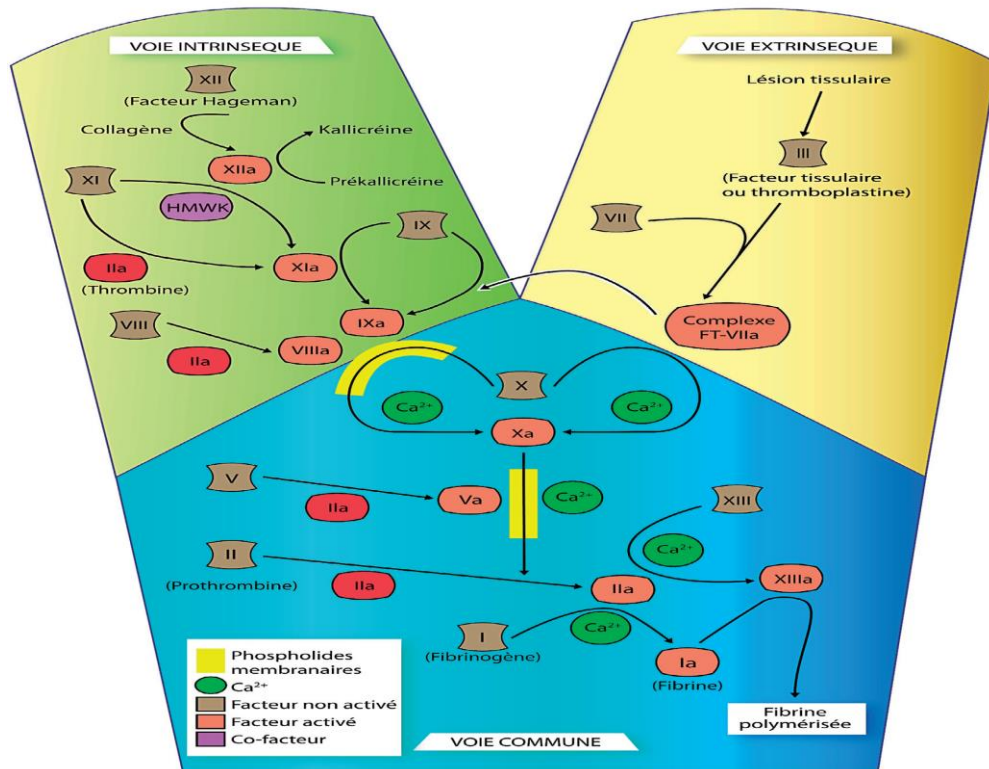 VOIE INTRINSEQUE
XII
(Facteur Hageman)
Collagène
Kallicréine
XIIa
Prékallicréine
XI
HMWK
IX
IIa
(Thrombine)
XIa
VIII
IIa
VIIIa
IXa
VOIE EXTRINSEQUE
Lésion tissulaire
III
(Facteur tissulaire
ou thromboplastine)
VII
Complexe
FT-VIIa
X
Ca²⁺
Ca²⁺
Xa
V
IIa
Va
Ca²⁺
XIII
Ca²⁺
II
(Prothrombine)
IIa
IIa
XIIIa
I
(Fibrinogène)
Ca²⁺
Ia
(Fibrine)
Fibrine
polymérisée
Phospholides
membranaires
Ca²⁺
Facteur non activé
Facteur activé
Co-facteur
VOIE COMMUNE